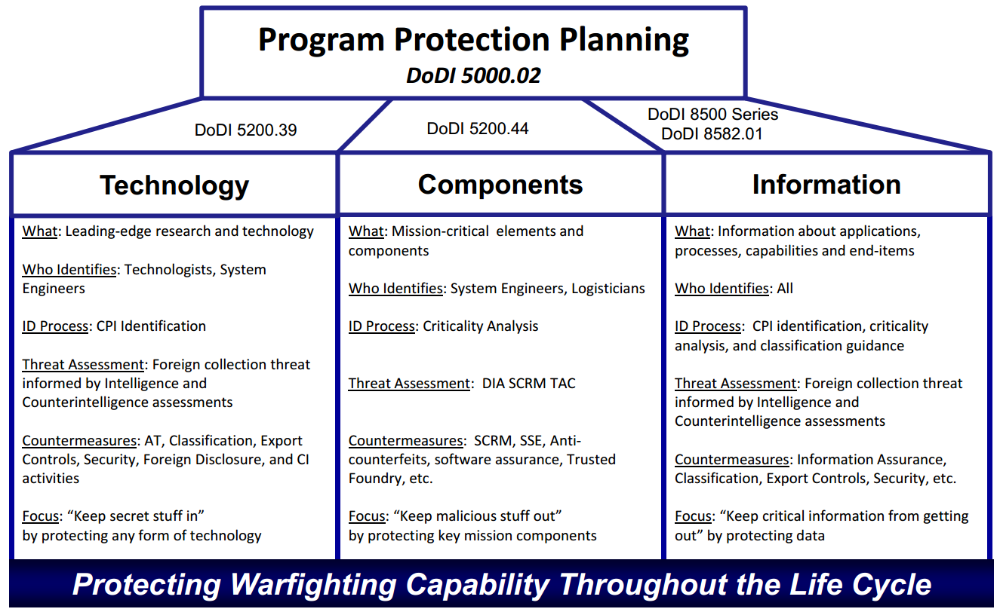 Program Protection Planning
DoDI 5000.02
DoDI 5200.39
DoDI 5200.44
DoDI 8500 Series
DoDI 8582.01
Technology
What: Leading-edge research and technology
Who Identifies: Technologists, System
Engineers
ID Process: CPI Identification
Threat Assessment: Foreign collection threat
informed by Intelligence and
Counterintelligence assessments
Countermeasures: AT, Classification, Export
Controls, Security, Foreign Disclosure, and CI
activities
Focus: “Keep secret stuff in”
by protecting any form of technology
Components
What: Mission-critical elements and
components
Who Identifies: System Engineers, Logisticians
ID Process: Criticality Analysis
Threat Assessment: DIA SCRM TAC
Countermeasures: SCRM, SSE, Anti-
counterfeits, software assurance, Trusted
Foundry, etc.
Focus: “Keep malicious stuff out”
by protecting key mission components
Information
What: Information about applications,
processes, capabilities and end-items
Who Identifies: All
ID Process: CPI identification, criticality
analysis, and classification guidance
Threat Assessment: Foreign collection threat
informed by Intelligence and
Counterintelligence assessments
Countermeasures: Information Assurance,
Classification, Export Controls, Security, etc.
Focus: “Keep critical information from getting
out” by protecting data
Protecting Warfighting Capability Throughout the Life Cycle